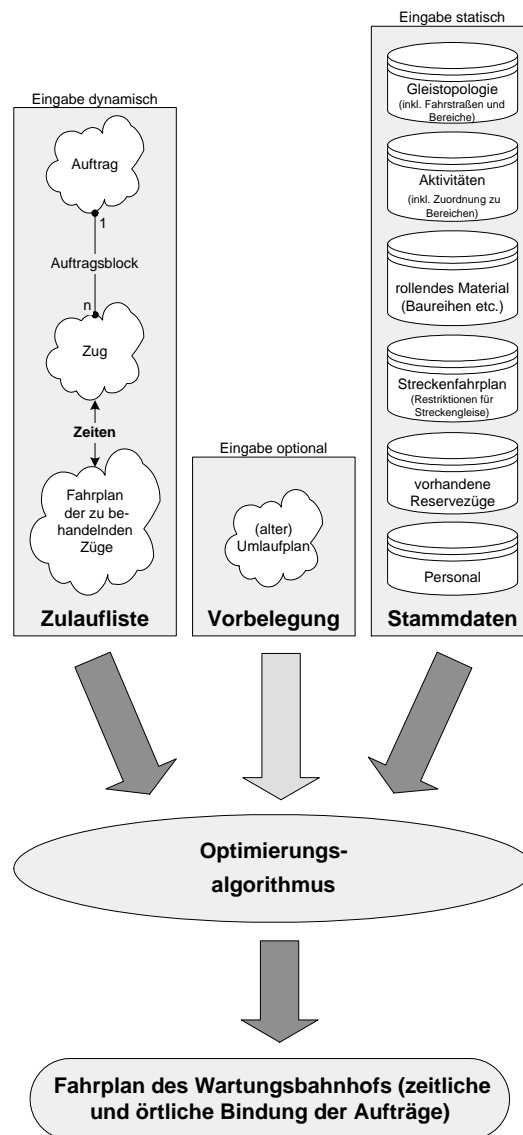 Eingabe dynamisch
Auftrag
1
Auftragsblock
n
Zug
Zeiten
Fahrplan
der zu be-
handelnden
Züge
Zulaufliste
Eingabe optional
(alter)
Umlaufplan
Vorbelegung
Eingabe statisch
Gleistopologie
(inkl. Fahrstraßen und
Bereiche)
Aktivitäten
(inkl. Zuordnung zu
Bereichen)
rollendes Material
(Baureihen etc.)
Streckenfahrplan
(Restriktionen für
Streckengleise)
vorhandene
Reservezüge
Personal
Stammdaten
Optimierungs-
algorithmus
Fahrplan des Wartungsbahnhofs (zeitliche
und örtliche Bindung der Aufträge)